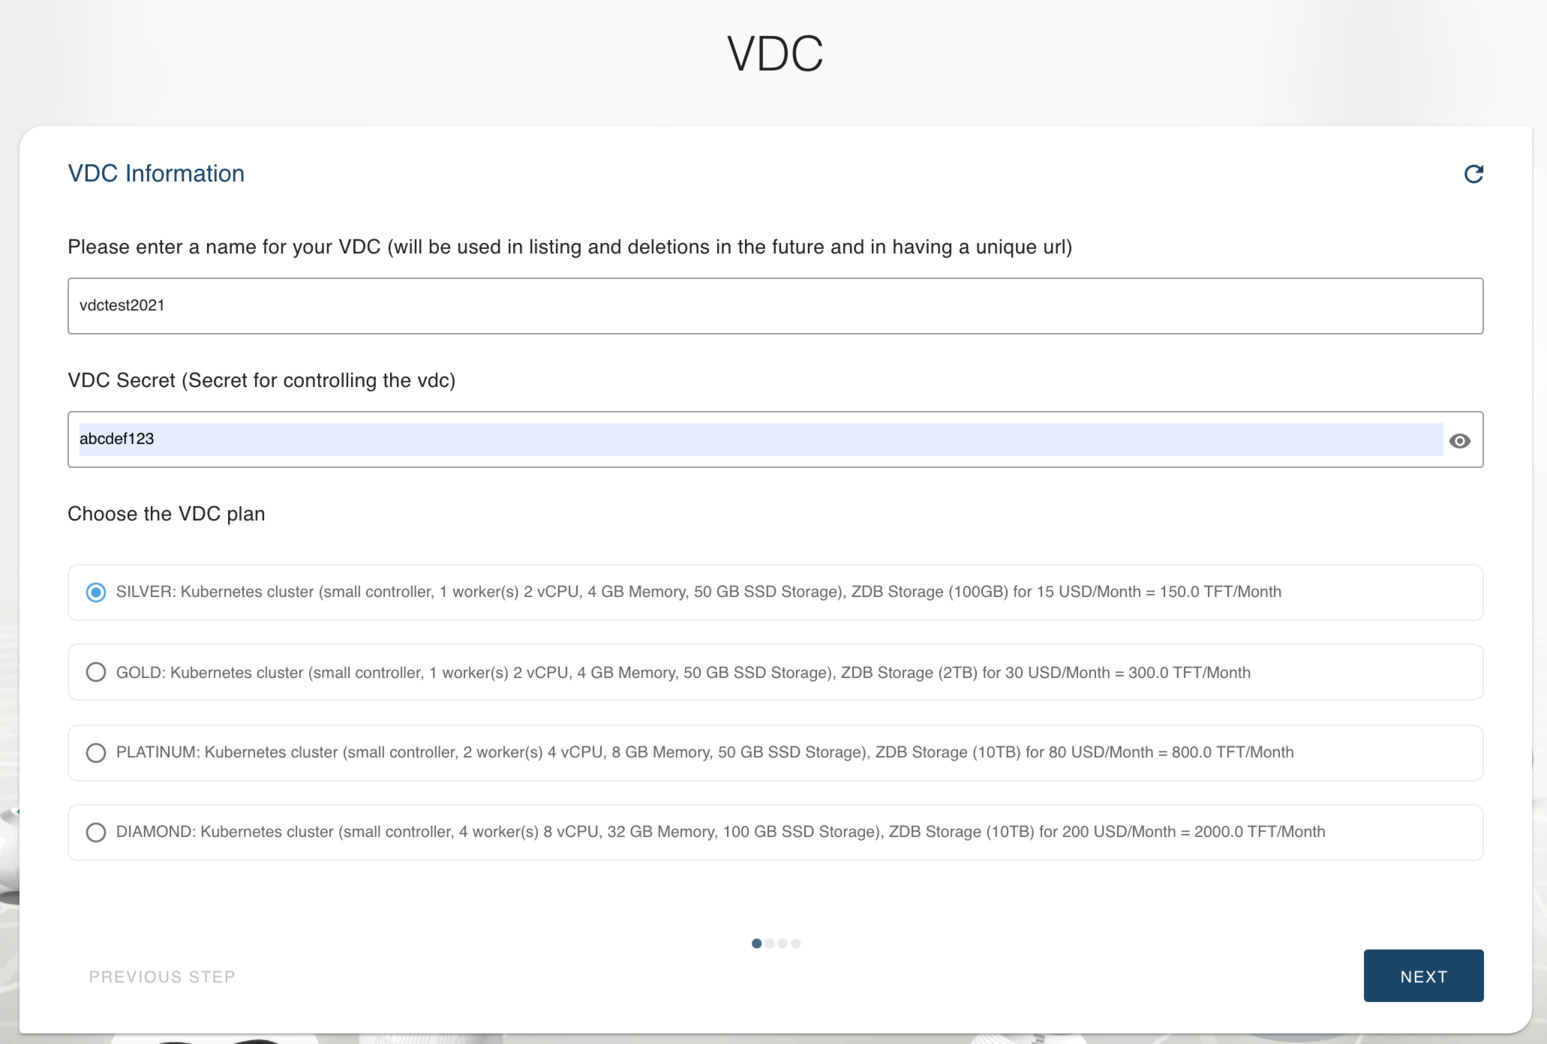 VDC
VDC Information
Please enter a name for your VDC (will be used in listing and deletions in the future and in having a unique url)
vdctest2021
VDC Secret (Secret for controlling the vdc)
abcdef123
Choose the VDC plan
SILVER: Kubernetes cluster (small controller, 1 worker(s) 2 vCPU, 4 GB Memory, 50 GB SSD Storage), ZDB Storage (100GB) for 15 USD/Month = 150.0 TFT/Month
GOLD: Kubernetes cluster (small controller, 1 worker(s) 2 vCPU, 4 GB Memory, 50 GB SSD Storage), ZDB Storage (2TB) for 30 USD/Month = 300.0 TFT/Month
PLATINUM: Kubernetes cluster (small controller, 2 worker(s) 4 vCPU, 8 GB Memory, 50 GB SSD Storage), ZDB Storage (10TB) for 80 USD/Month = 800.0 TFT/Month
DIAMOND: Kubernetes cluster (small controller, 4 worker(s) 8 vCPU, 32 GB Memory, 100 GB SSD Storage), ZDB Storage (10TB) for 200 USD/Month = 2000.0 TFT/Month
PREVIOUS STEP
NEXT